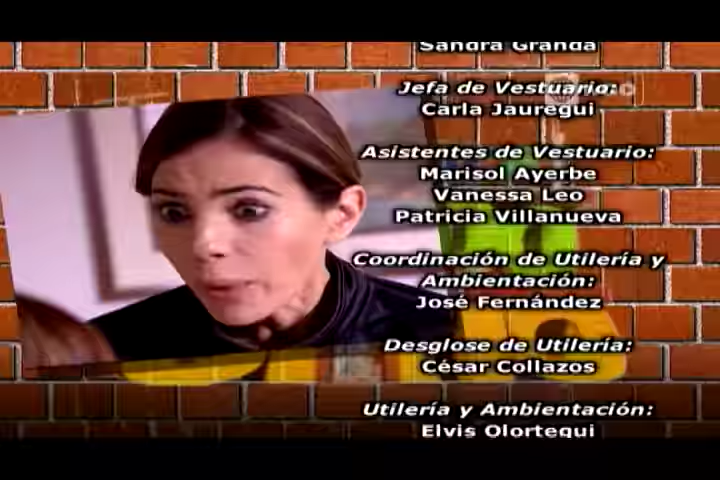 Sandra Granda
Jefa de Vestuario:
Carla Jauregui
Asistentes de Vestuario:
Marisol Ayerbe
Vanessa Leo
Patricia Villanueva
Coordinación de Utilería y
Ambientación:
José Fernández
Desglose de Utilería:
César Collazos
Utilería y Ambientación:
Elvis Olortegui